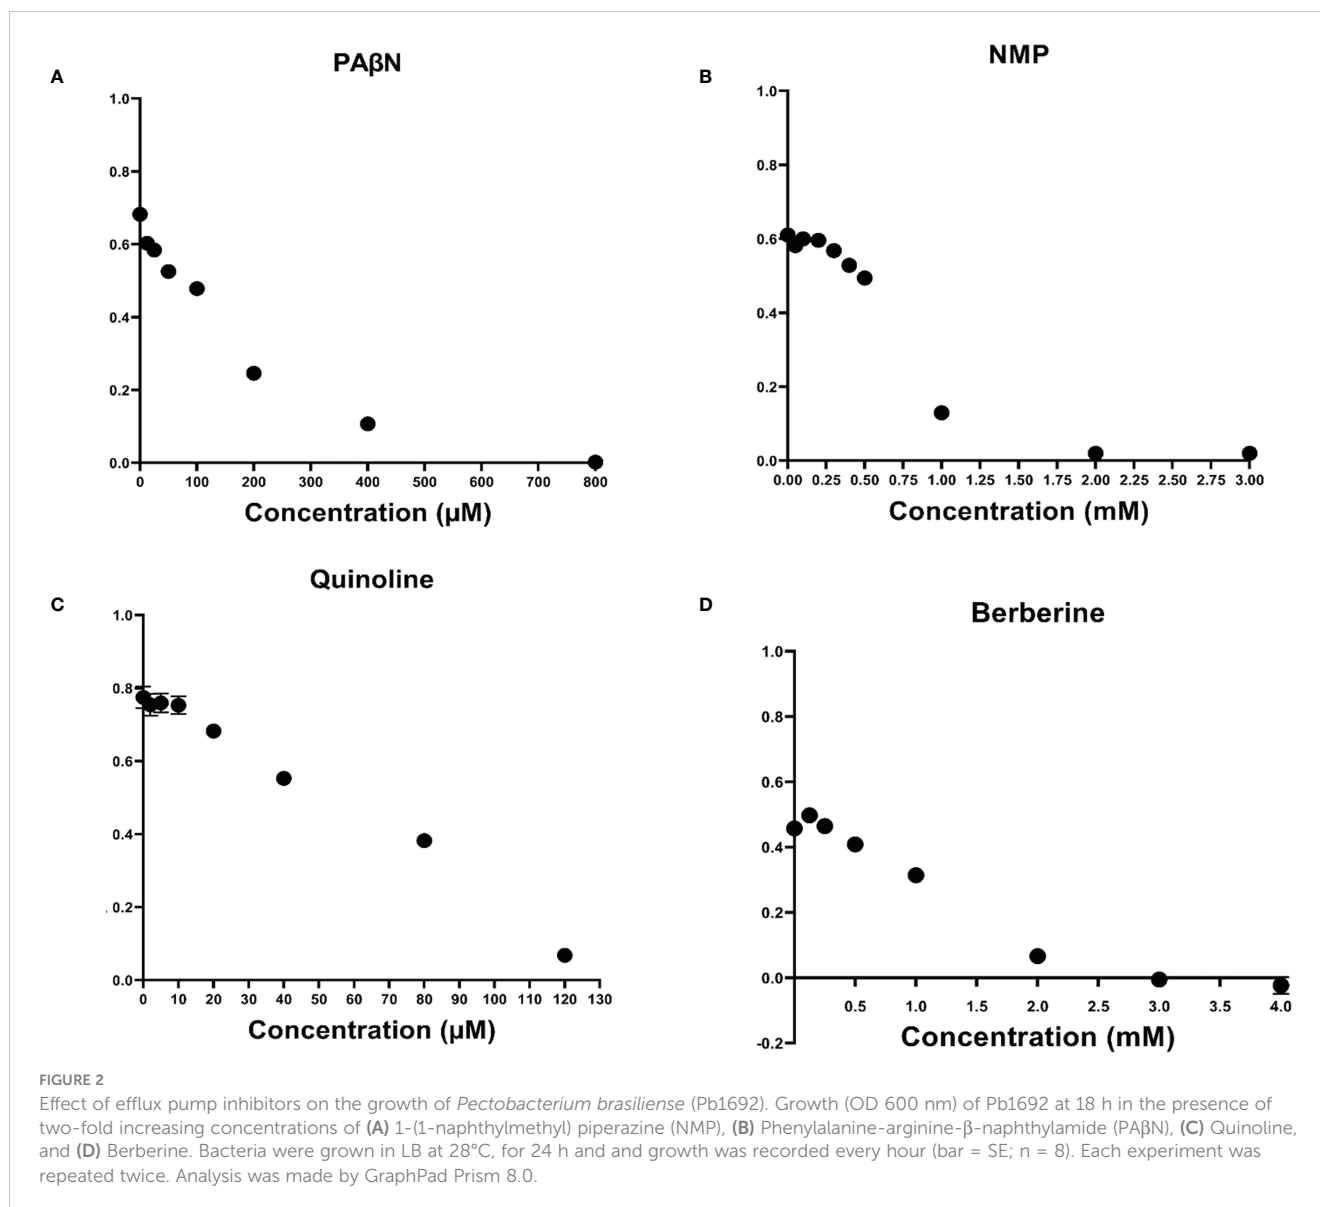 A
PAβN
1.0
0.8
0.6
0.4
0.2
0.0
0 100 200 300 400 500 600 700 800
Concentration (µM)
B
NMP
1.0
0.8
0.6
0.4
0.2
0.0
0.00 0.25 0.50 0.75 1.00 1.25 1.50 1.75 2.00 2.25 2.50 2.75 3.00
Concentration (mM)
C
Quinoline
1.0
0.8
0.6
0.4
0.2
0.0
0 10 20 30 40 50 60 70 80 90 100 110 120 130
Concentration (µM)
D
Berberine
1.0
0.8
0.6
0.4
0.2
0.0
-0.2
0.5 1.0 1.5 2.0 2.5 3.0 3.5 4.0
Concentration (mM)
FIGURE 2
Effect of efflux pump inhibitors on the growth of Pectobacterium brasiliense (Pb1692). Growth (OD 600 nm) of Pb1692 at 18 h in the presence of
two-fold increasing concentrations of (A) 1-(1-naphthylmethyl) piperazine (NMP), (B) Phenylalanine-arginine-β-naphthylamide (PAβN), (C) Quinoline,
and (D) Berberine. Bacteria were grown in LB at 28°C, for 24 h and and growth was recorded every hour (bar = SE; n = 8). Each experiment was
repeated twice. Analysis was made by GraphPad Prism 8.0.